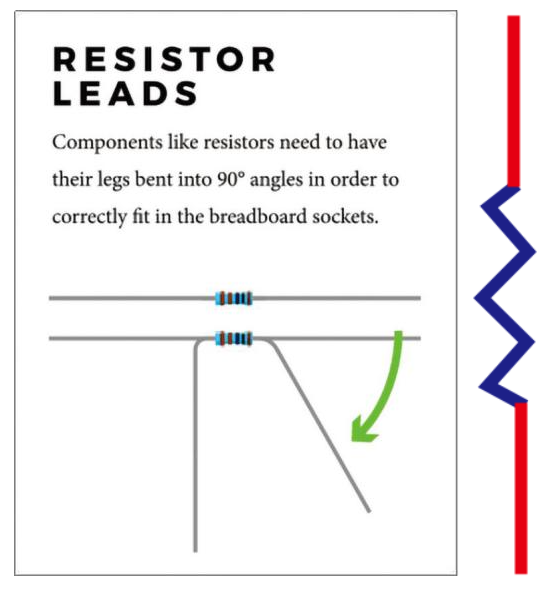 RESISTOR
LEADS
Components like resistors need to have
their legs bent into 90° angles in order to
correctly fit in the breadboard sockets.